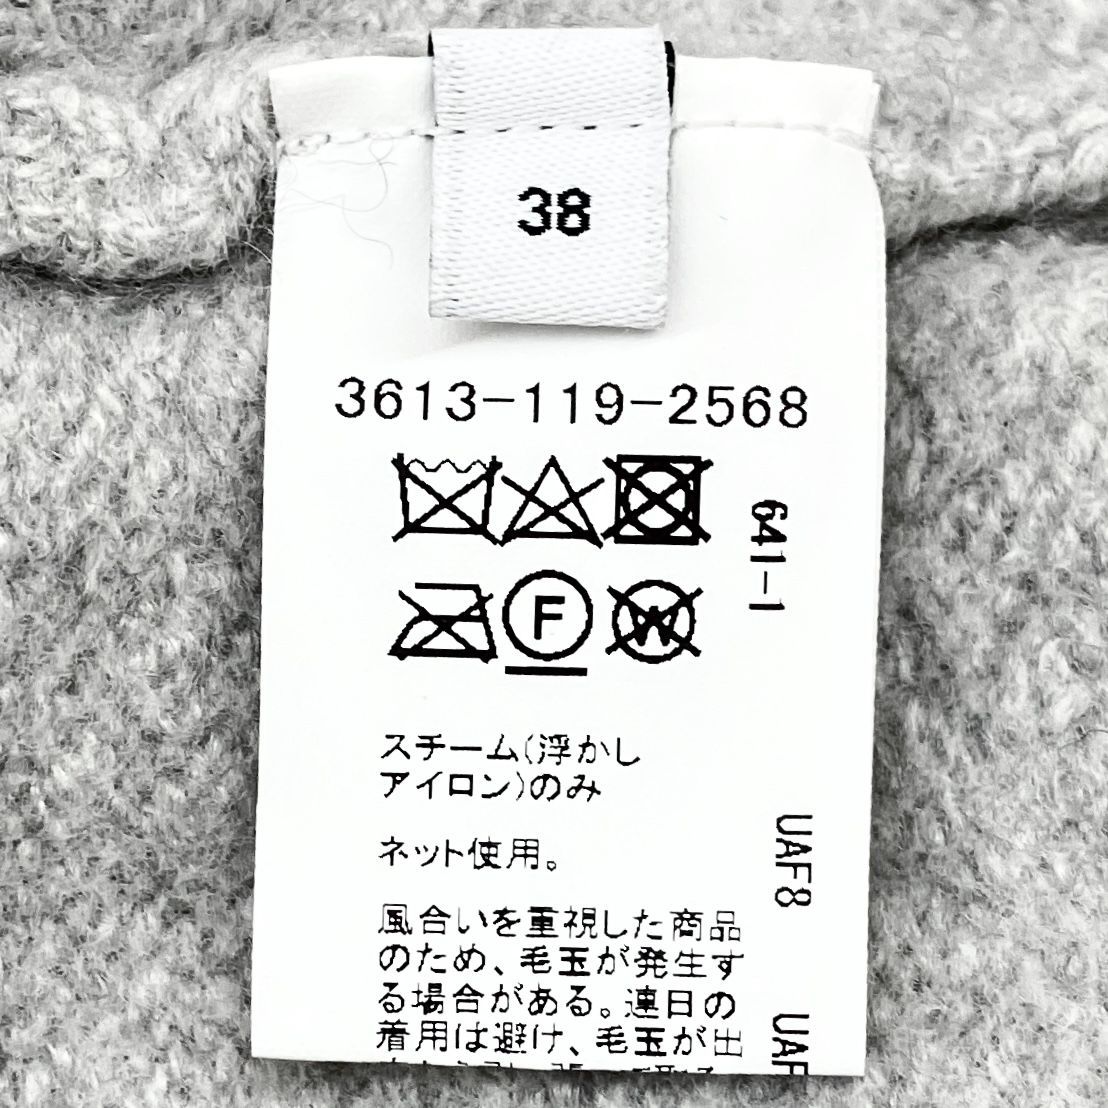 38
3613-119-2568
641-1
F
W
スチーム(浮かし
アイロン)のみ
ネット使用。
UAF8
風合いを重視した商品
のため、毛玉が発生す
る場合がある。連日の
着用は避け、毛玉が出
UAF